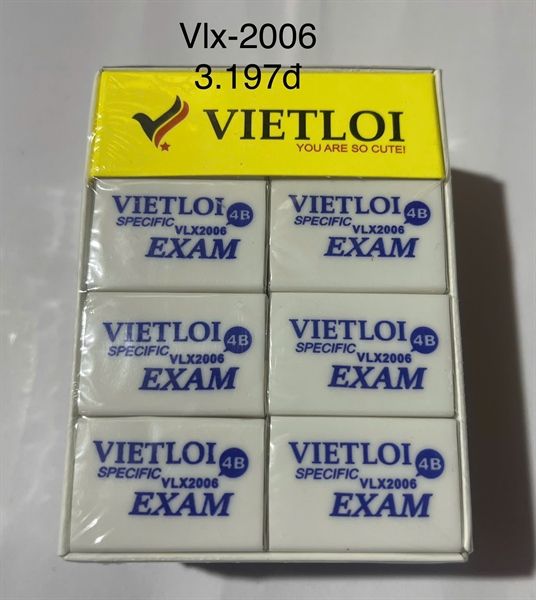 Vlx-2006
3.197đ
VIETLOI
YOU ARE SO CUTE!
VIETLOI
SPECIFIC 4B
VLX2006
EXAM
VIETLOI
SPECIFIC 4B
VLX2006
EXAM
VIETLOI
SPECIFIC 4B
VLX2006
EXAM
VIETLOI
SPECIFIC 4B
VLX2006
EXAM
VIETLOI
SPECIFIC 4B
VLX2006
EXAM
VIETLOI
SPECIFIC 4B
VLX2006
EXAM